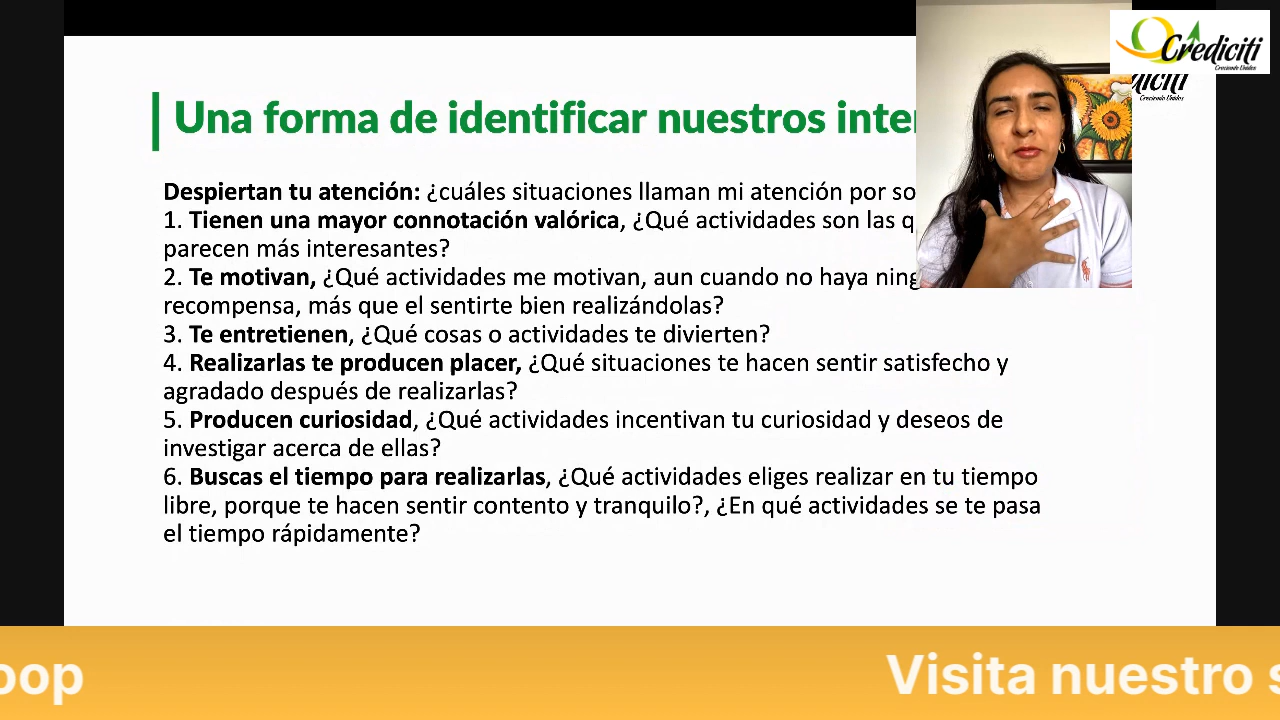 Una forma de identificar nuestros
Despiertan tu atención: ¿cuáles situaciones llaman mi atención por
1. Tienen una mayor connotación valórica, ¿Qué actividades son las
parecen más interesantes?
2. Te motivan, ¿Qué actividades me motivan, aun cuando no haya
recompensa, más que el sentirte bien realizándolas?
3. Te entretienen, ¿Qué cosas o actividades te divierten?
4. Realizarlas te producen placer, ¿Qué situaciones te hacen sentir satisfecho y
agradado después de realizarlas?
5. Producen curiosidad, ¿Qué actividades incentivan tu curiosidad y deseos de
investigar acerca de ellas?
6. Buscas el tiempo para realizarlas, ¿Qué actividades eliges realizar en tu tiempo
libre, porque te hacen sentir contento y tranquilo?, ¿En qué actividades se te pasa
el tiempo rápidamente?
Crediciti
Creciendo Unidos
Creciendo Unidos
Visita nuestro